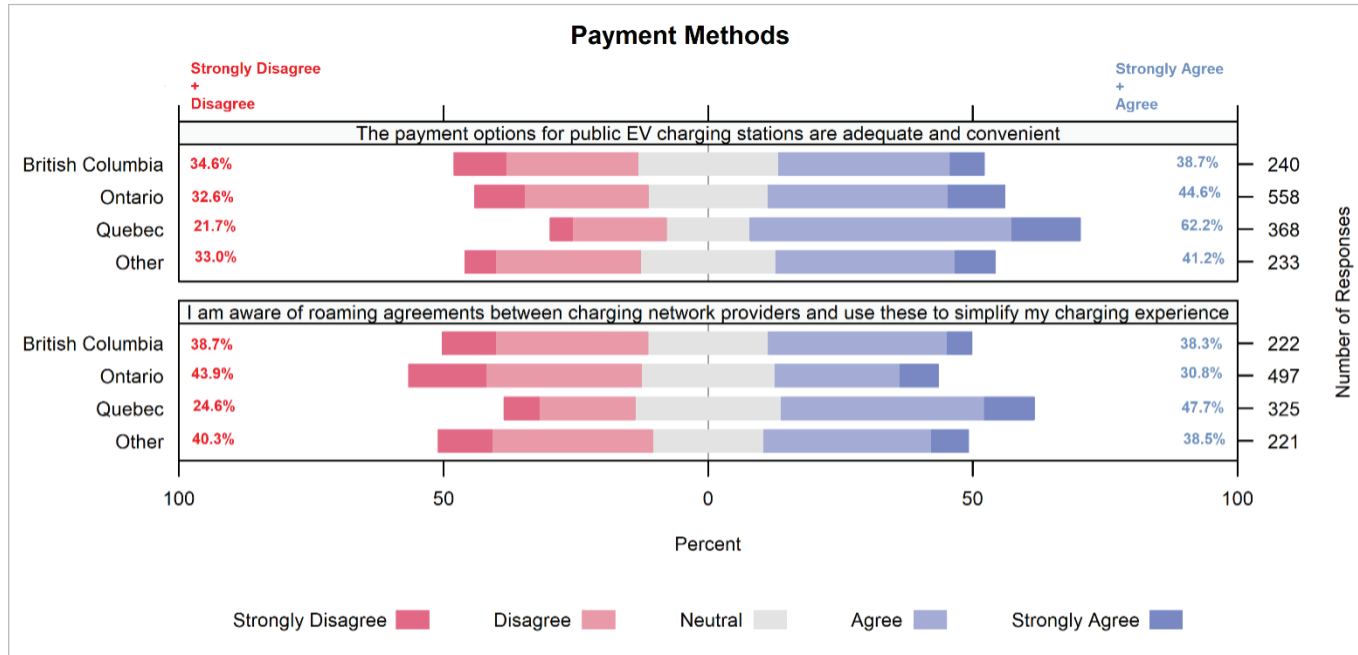 Payment Methods
Strongly Disagree
+
Disagree
Strongly Agree
+
Agree
The payment options for public EV charging stations are adequate and convenient
British Columbia 34.6% 38.7% 240
Ontario 32.6% 44.6% 558
Quebec 21.7% 62.2% 368
Other 33.0% 41.2% 233
I am aware of roaming agreements between charging network providers and use these to simplify my charging experience
British Columbia 38.7% 38.3% 222
Ontario 43.9% 30.8% 497
Quebec 24.6% 47.7% 325
Other 40.3% 38.5% 221
Number of Responses
100 50 0 50 100
Percent
Strongly Disagree Disagree Neutral Agree Strongly Agree